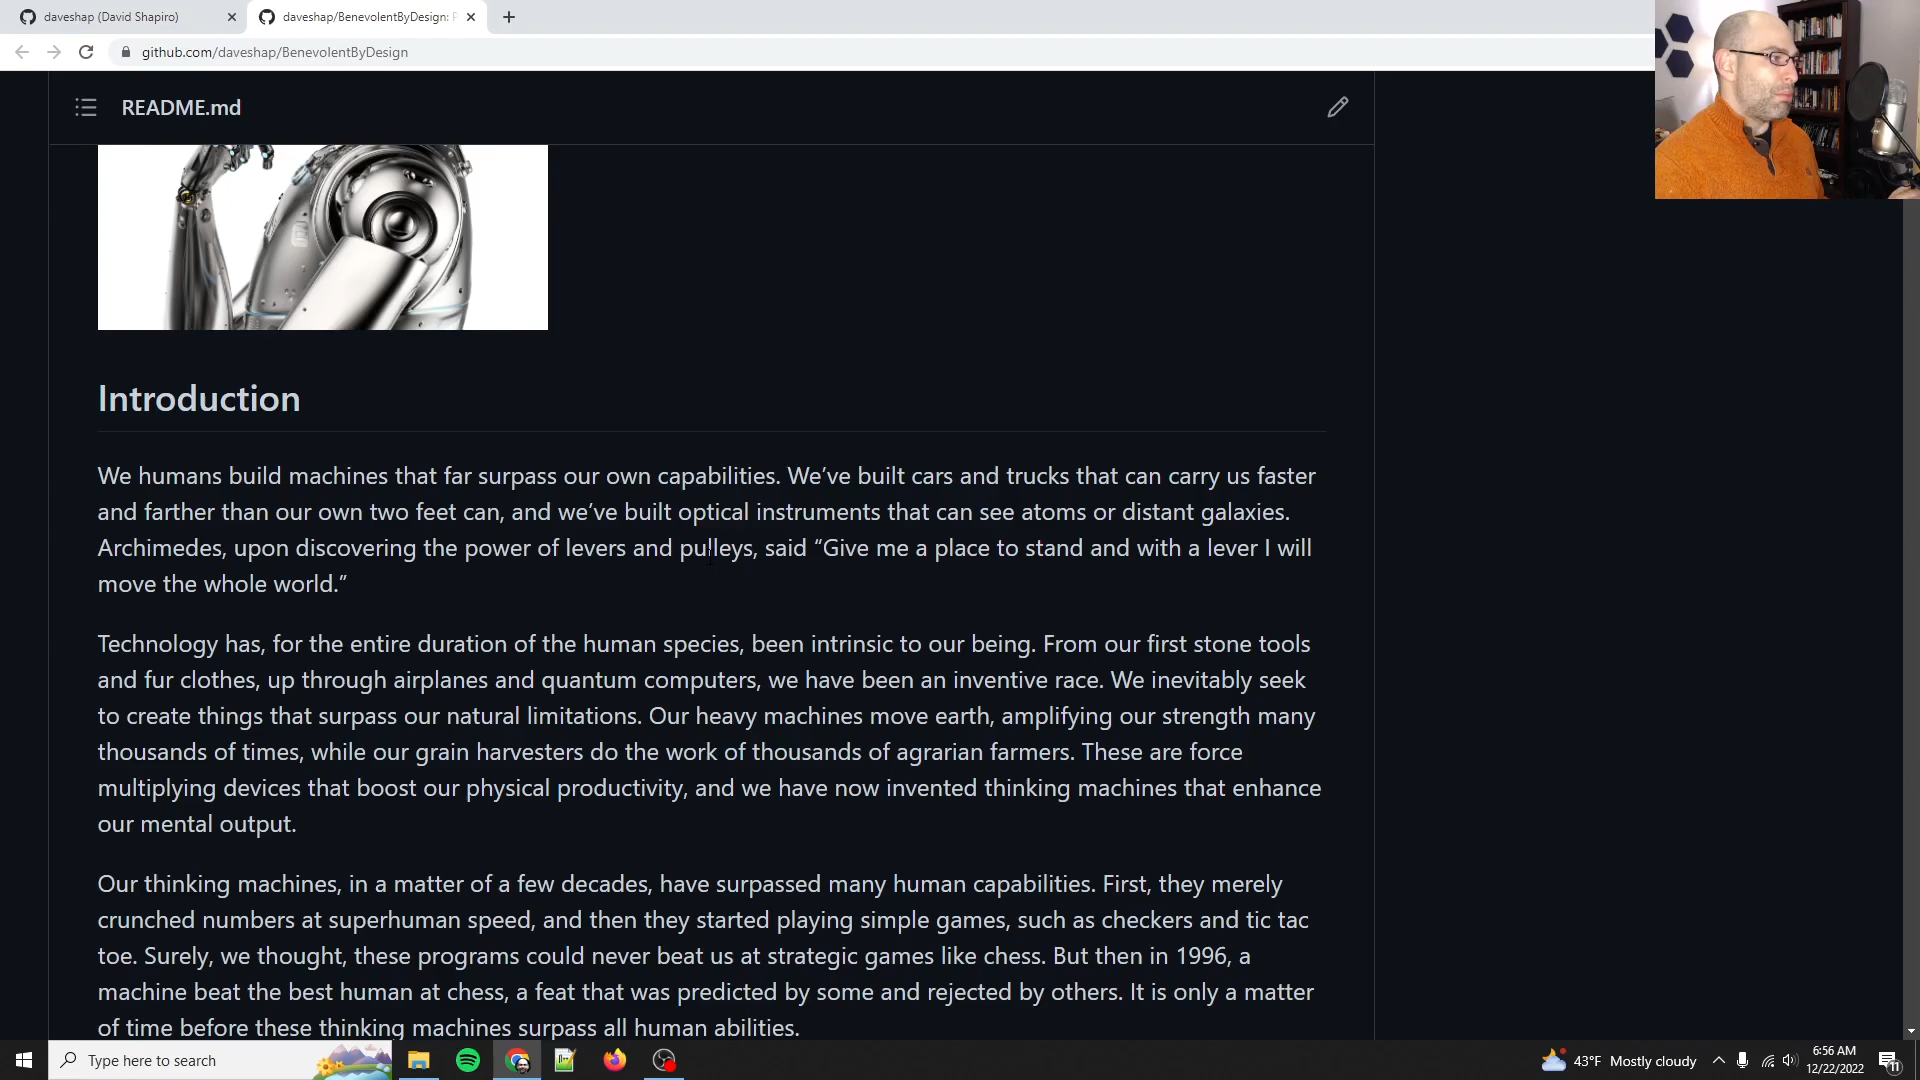 daveshap (David Shapiro)
daveshap/BenevolentByDesign: P
github.com/daveshap/BenevolentByDesign
README.md
Introduction
We humans build machines that far surpass our own capabilities. We’ve built cars and trucks that can carry us faster
and farther than our own two feet can, and we’ve built optical instruments that can see atoms or distant galaxies.
Archimedes, upon discovering the power of levers and pulleys, said “Give me a place to stand and with a lever I will
move the whole world.”
Technology has, for the entire duration of the human species, been intrinsic to our being. From our first stone tools
and fur clothes, up through airplanes and quantum computers, we have been an inventive race. We inevitably seek
to create things that surpass our natural limitations. Our heavy machines move earth, amplifying our strength many
thousands of times, while our grain harvesters do the work of thousands of agrarian farmers. These are force
multiplying devices that boost our physical productivity, and we have now invented thinking machines that enhance
our mental output.
Our thinking machines, in a matter of a few decades, have surpassed many human capabilities. First, they merely
crunched numbers at superhuman speed, and then they started playing simple games, such as checkers and tic tac
toe. Surely, we thought, these programs could never beat us at strategic games like chess. But then in 1996, a
machine beat the best human at chess, a feat that was predicted by some and rejected by others. It is only a matter
of time before these thinking machines surpass all human abilities.
Type here to search
43°F Mostly cloudy
6:56 AM
12/22/2022
11